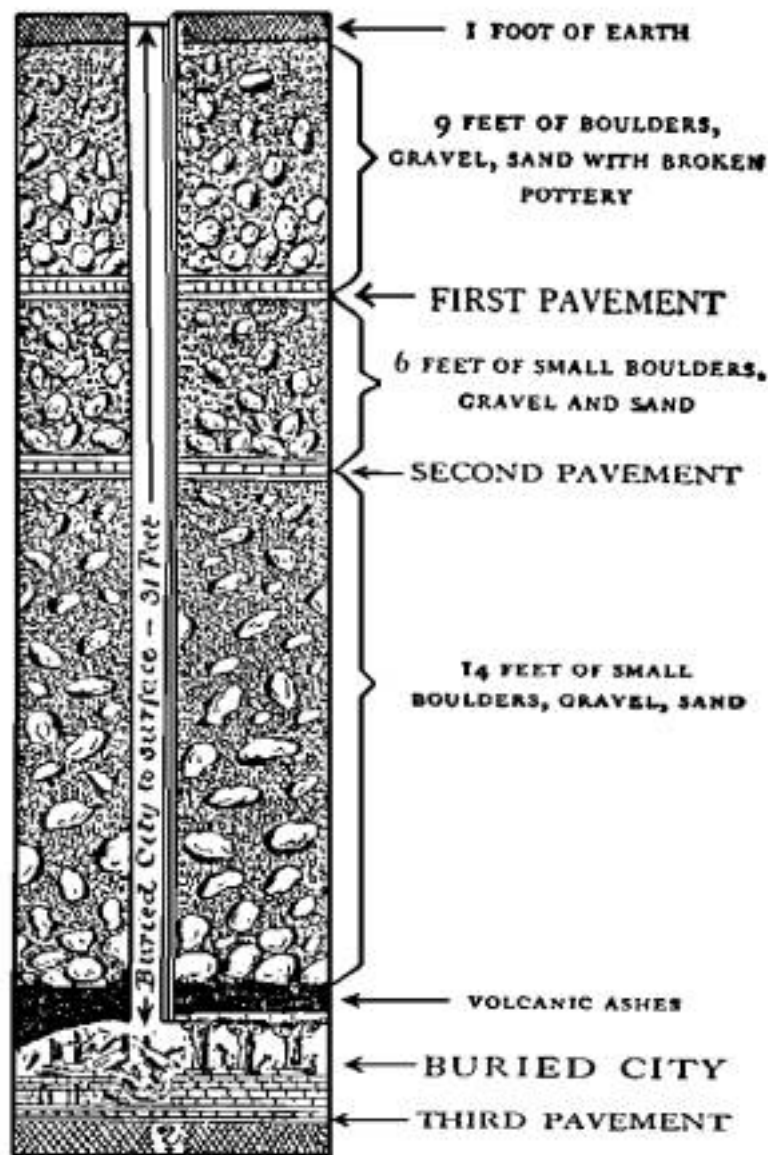 1 FOOT OF EARTH
9 FEET OF BOULDERS,
GRAVEL, SAND WITH BROKEN
POTTERY
FIRST PAVEMENT
6 FEET OF SMALL BOULDERS,
GRAVEL AND SAND
SECOND PAVEMENT
Buried City to surface — 31 Feet
14 FEET OF SMALL
BOULDERS, GRAVEL, SAND
VOLCANIC ASHES
BURIED CITY
THIRD PAVEMENT
?